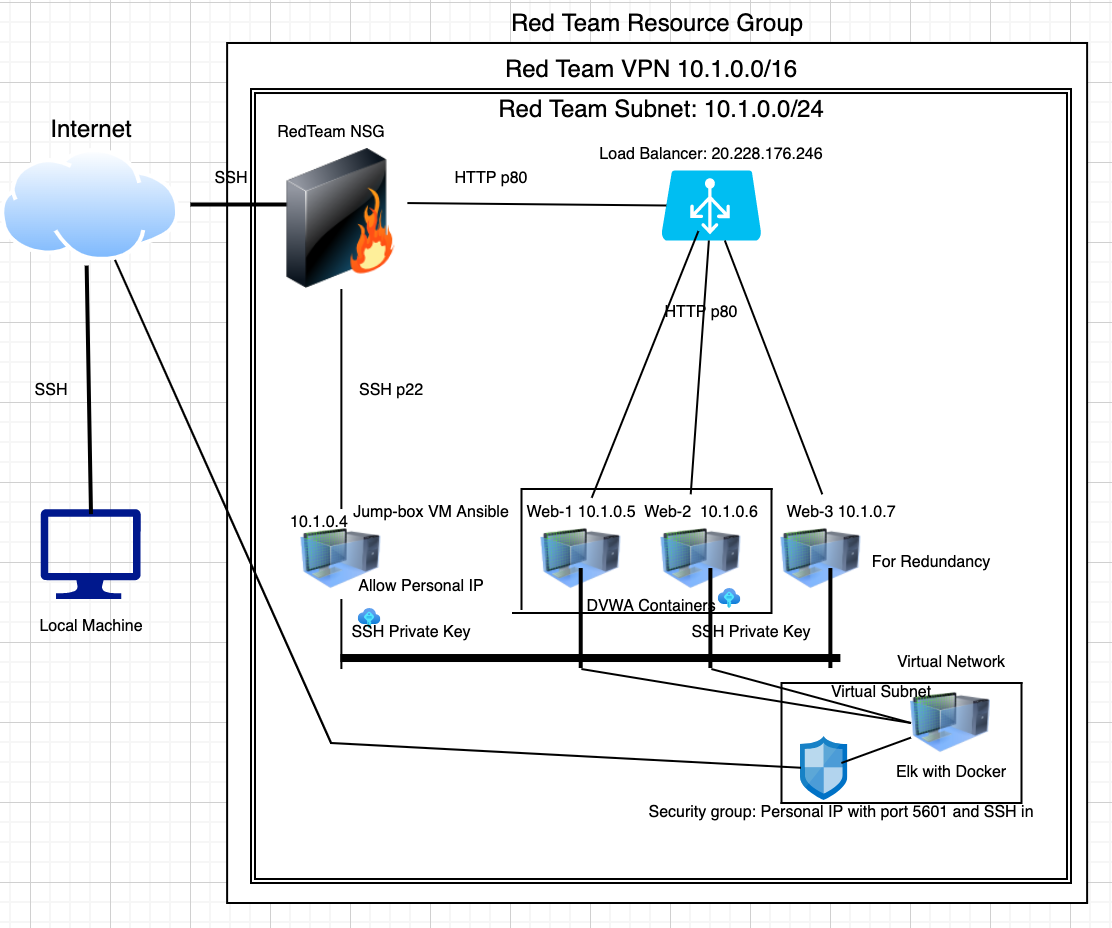 Red Team Resource Group
Red Team VPN 10.1.0.0/16
Red Team Subnet: 10.1.0.0/24
Internet
RedTeam NSG
Load Balancer: 20.228.176.246
SSH
HTTP p80
HTTP p80
SSH
SSH p22
10.1.0.4
Jump-box VM Ansible
Web-1 10.1.0.5
Web-2 10.1.0.6
Web-3 10.1.0.7
For Redundancy
Allow Personal IP
DVWA Containers
Local Machine
SSH Private Key
SSH Private Key
Virtual Network
Virtual Subnet
Elk with Docker
Security group: Personal IP with port 5601 and SSH in